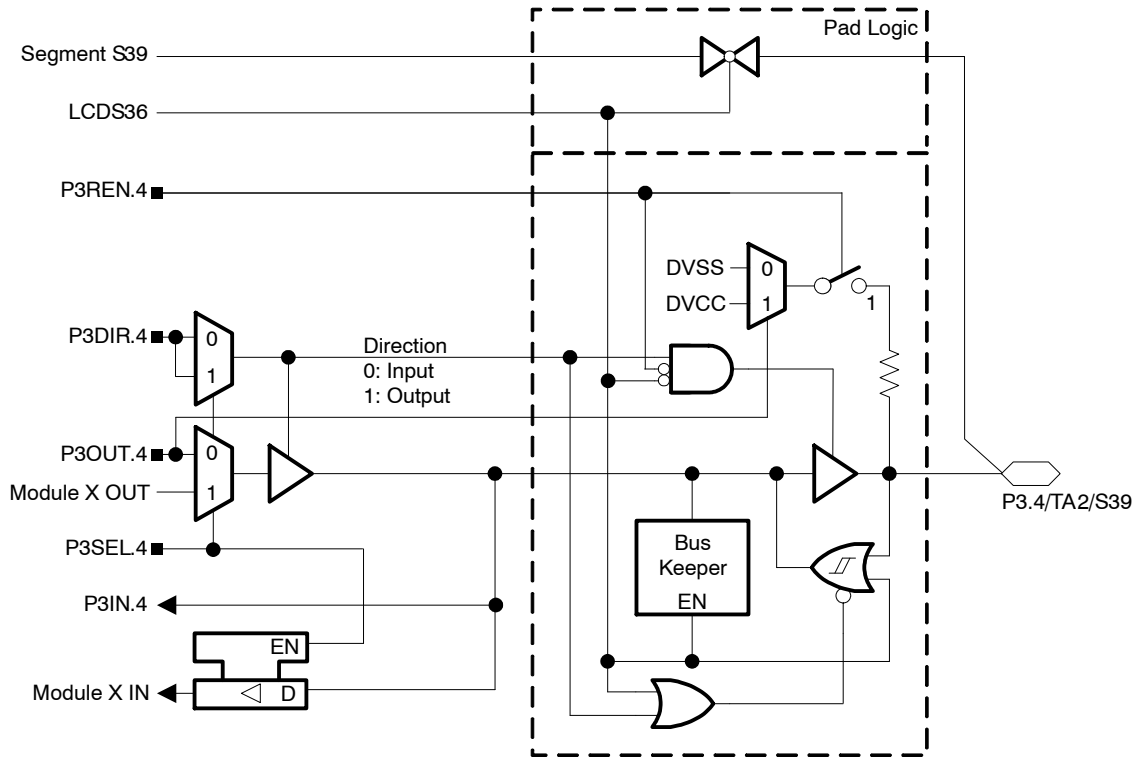 Pad Logic
Segment S39
LCDS36
P3REN.4
DVSS
0
DVCC
1
1
P3DIR.4
0
1
Direction
0: Input
1: Output
P3OUT.4
0
Module X OUT
1
P3.4/TA2/S39
P3SEL.4
Bus
Keeper
EN
P3IN.4
EN
Module X IN
D